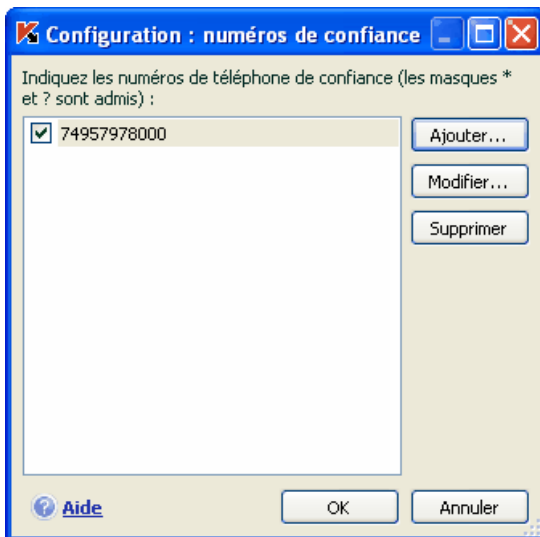 Configuration : numéros de confiance
Indiquez les numéros de téléphone de confiance (les masques *
et ? sont admis) :
74957978000
Ajouter...
Modifier...
Supprimer
Aide
OK
Annuler